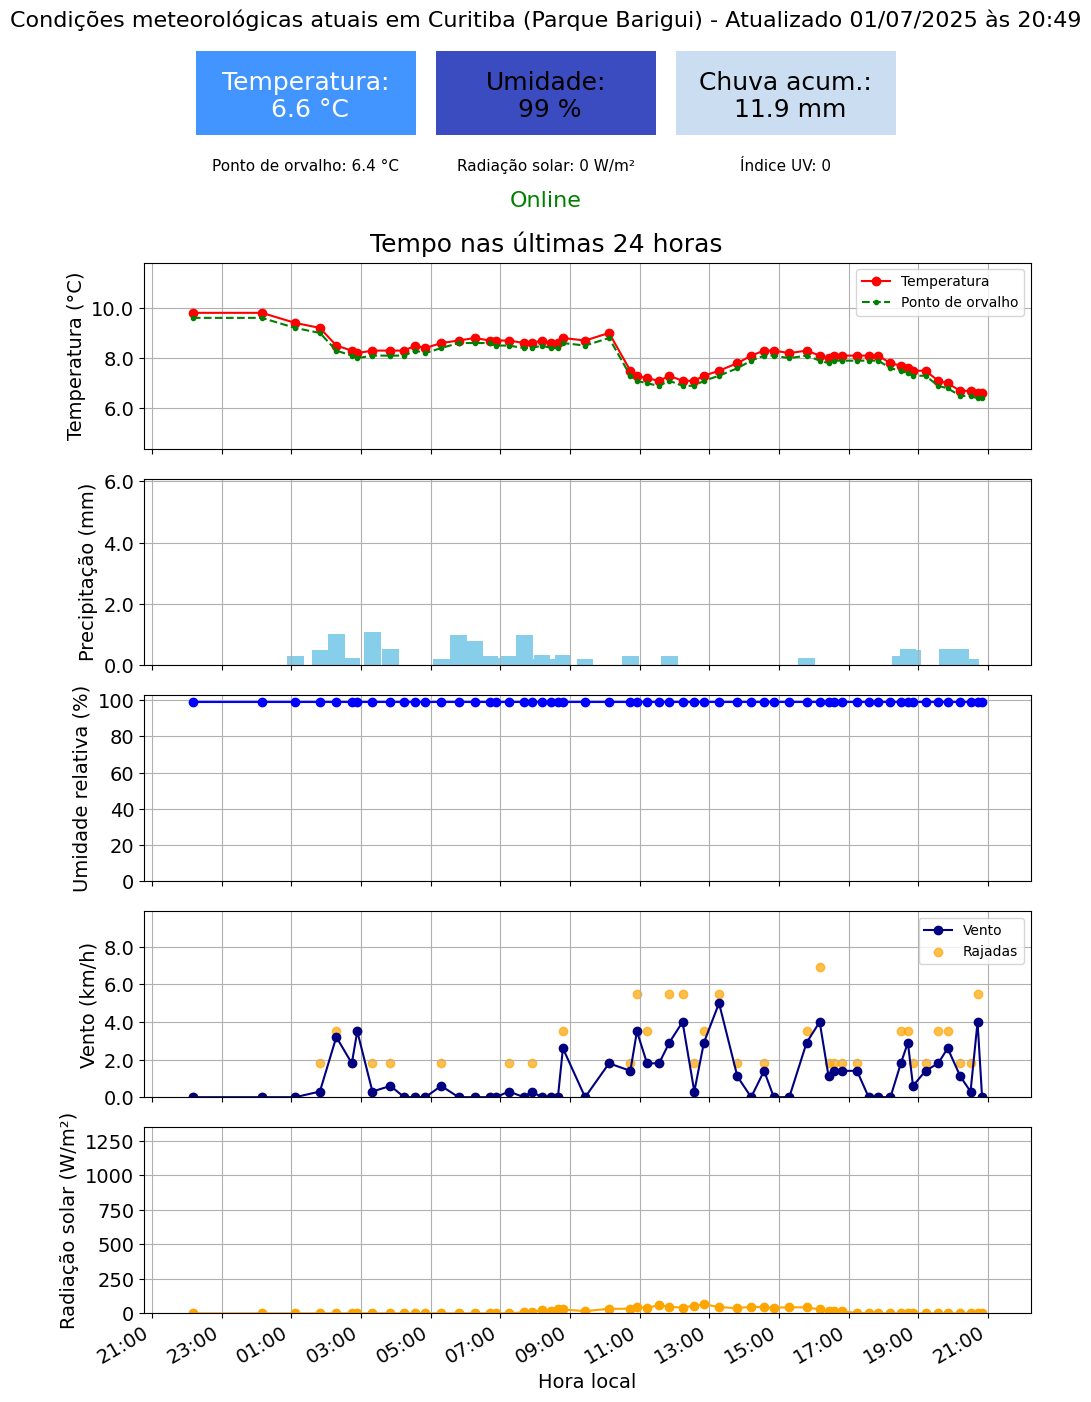 Condições meteorológicas atuais em Curitiba (Parque Barigui) - Atualizado 01/07/2025 às 20:49
Temperatura:
6.6 °C
Umidade:
99 %
Chuva acum.:
11.9 mm
Ponto de orvalho: 6.4 °C
Radiação solar: 0 W/m²
Índice UV: 0
Online
Tempo nas últimas 24 horas
Temperatura (°C)
10.0
8.0
6.0
Temperatura
Ponto de orvalho
Precipitação (mm)
6.0
4.0
2.0
0.0
Umidade relativa (%)
100
80
60
40
20
0
Vento (km/h)
8.0
6.0
4.0
2.0
0.0
Vento
Rajadas
Radiação solar (W/m²)
1250
1000
750
500
250
0
21:00
23:00
01:00
03:00
05:00
07:00
09:00
11:00
13:00
15:00
17:00
19:00
21:00
Hora local